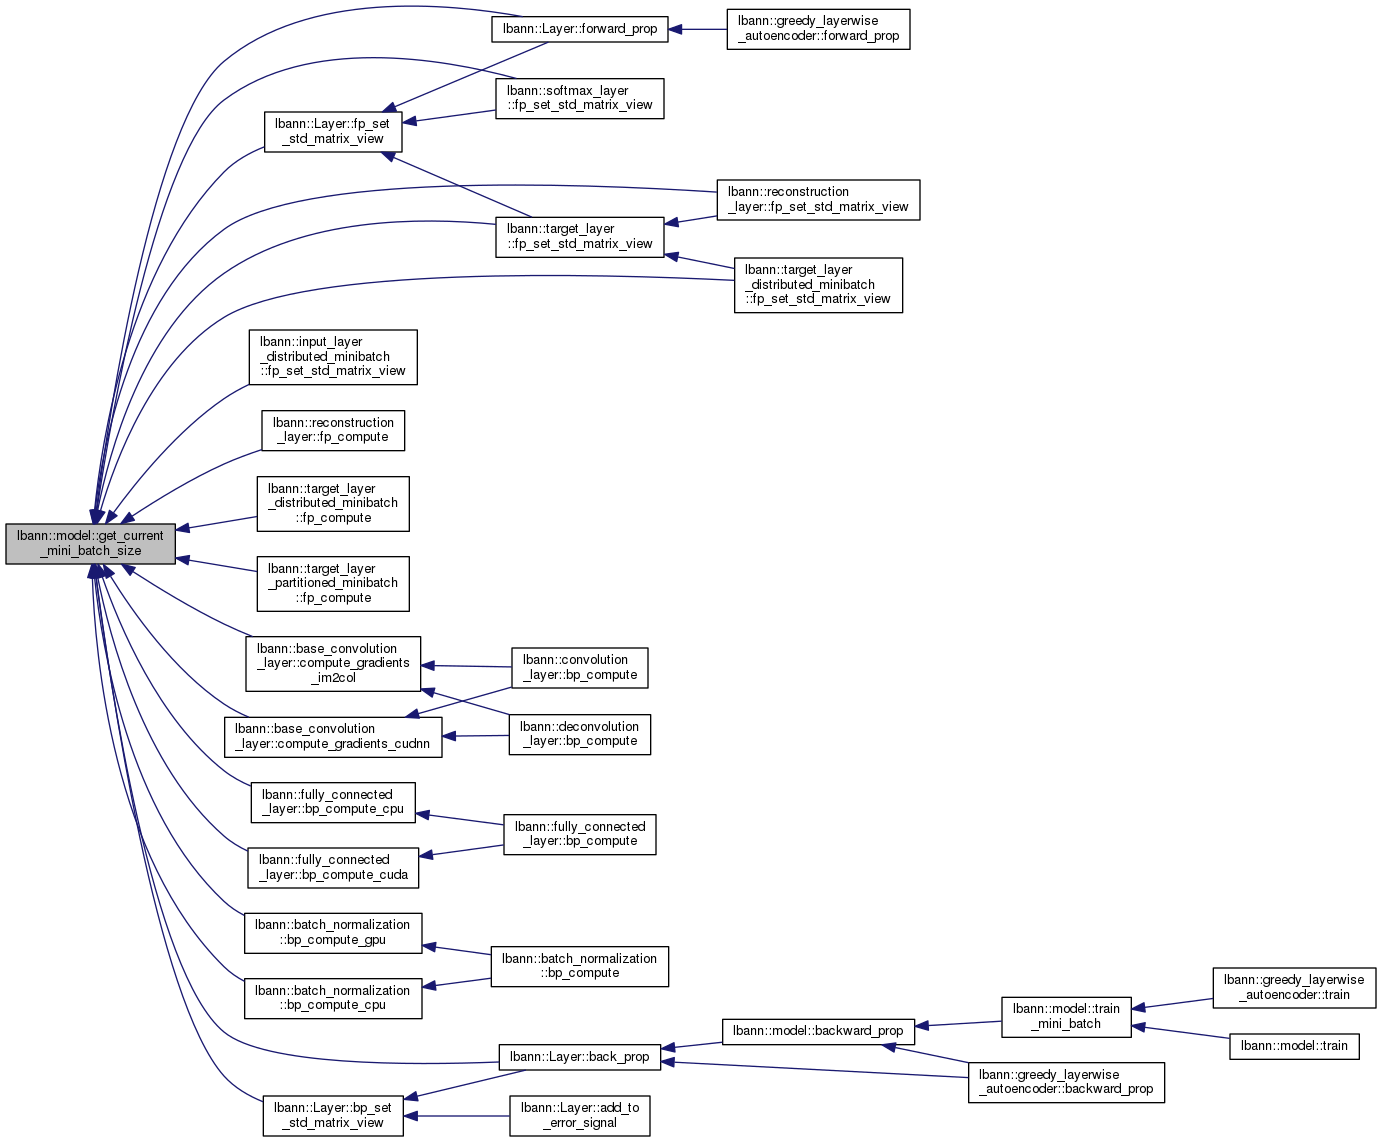 lbann::Layer::forward_prop
lbann::greedy_layerwise
_autoencoder::forward_prop
lbann::softmax_layer
::fp_set_std_matrix_view
lbann::Layer::fp_set
_std_matrix_view
lbann::reconstruction
_layer::fp_set_std_matrix_view
lbann::target_layer
::fp_set_std_matrix_view
lbann::target_layer
_distributed_minibatch
::fp_set_std_matrix_view
lbann::input_layer
_distributed_minibatch
::fp_set_std_matrix_view
lbann::reconstruction
_layer::fp_compute
lbann::target_layer
_distributed_minibatch
::fp_compute
lbann::model::get_current
_mini_batch_size
lbann::target_layer
_partitioned_minibatch
::fp_compute
lbann::base_convolution
_layer::compute_gradients
_im2col
lbann::convolution
_layer::bp_compute
lbann::base_convolution
_layer::compute_gradients_cudnn
lbann::deconvolution
_layer::bp_compute
lbann::fully_connected
_layer::bp_compute_cpu
lbann::fully_connected
_layer::bp_compute
lbann::fully_connected
_layer::bp_compute_cuda
lbann::batch_normalization
::bp_compute_gpu
lbann::batch_normalization
::bp_compute
lbann::batch_normalization
::bp_compute_cpu
lbann::greedy_layerwise
_autoencoder::train
lbann::model::train
_mini_batch
lbann::model::backward_prop
lbann::model::train
lbann::Layer::back_prop
lbann::greedy_layerwise
_autoencoder::backward_prop
lbann::Layer::bp_set
_std_matrix_view
lbann::Layer::add_to
_error_signal